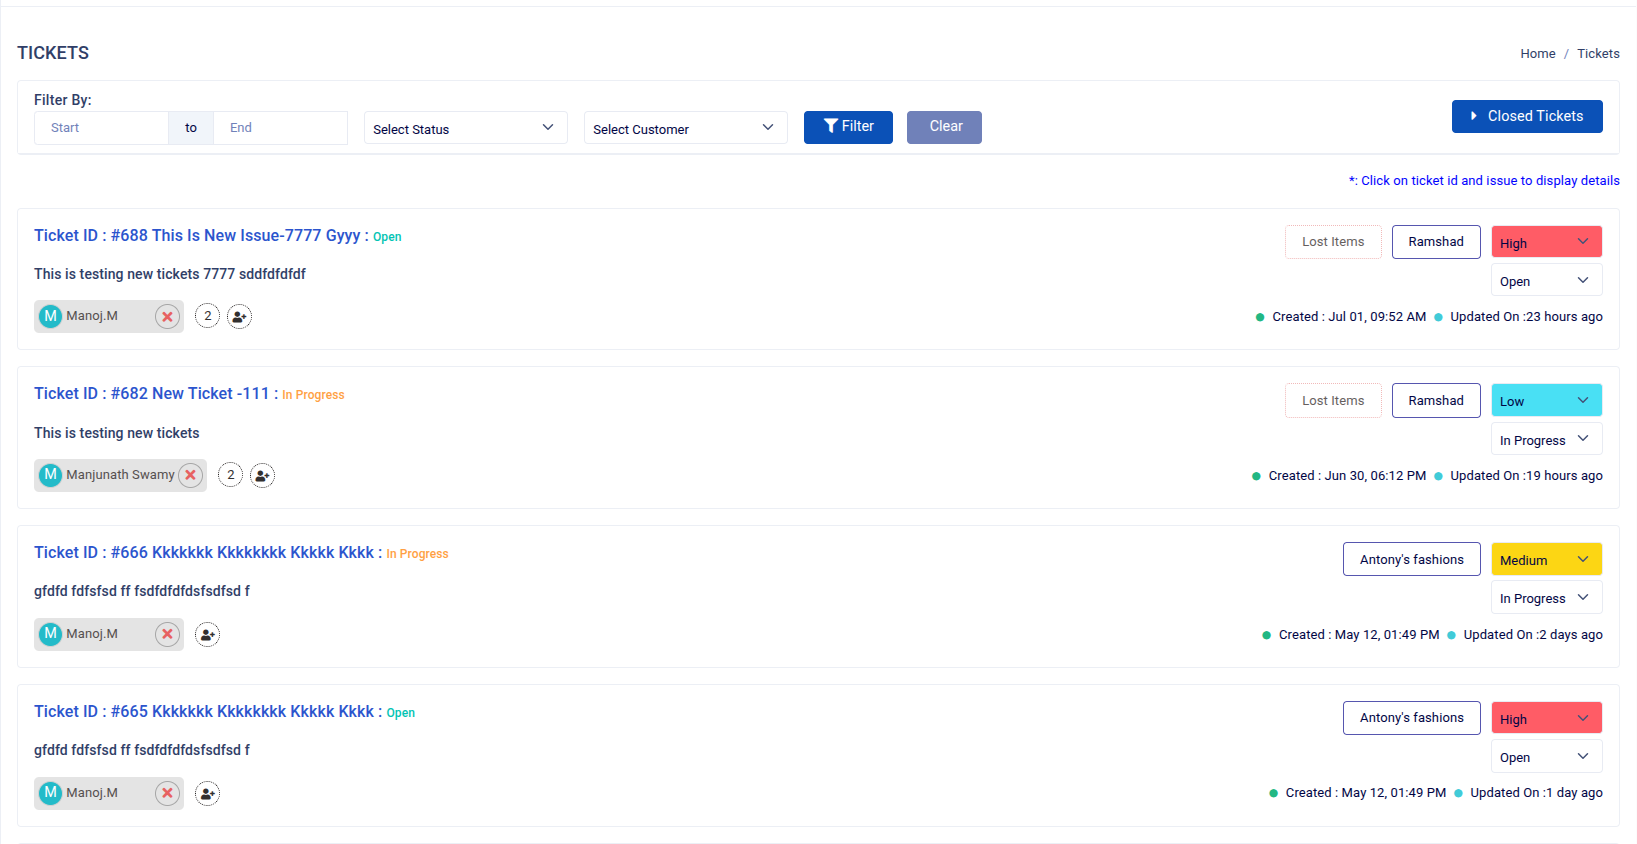 TICKETS
Home / Tickets
Filter By:
Start to End Select Status Select Customer Filter Clear Closed Tickets
*: Click on ticket id and issue to display details
Ticket ID : #688 This Is New Issue-7777 Gyyy : Open Lost Items Ramshad High
This is testing new tickets 7777 sddfdfdfdf Open
M Manoj.M 2 Created : Jul 01, 09:52 AM Updated On :23 hours ago
Ticket ID : #682 New Ticket -111 : In Progress Lost Items Ramshad Low
This is testing new tickets In Progress
M Manjunath Swamy 2 Created : Jun 30, 06:12 PM Updated On :19 hours ago
Ticket ID : #666 Kkkkkkk Kkkkkkkk Kkkkk Kkkk : In Progress Antony's fashions Medium
gfdfd fdfsfsd ff fsdfdfdfdsfsdfsd f In Progress
M Manoj.M Created : May 12, 01:49 PM Updated On :2 days ago
Ticket ID : #665 Kkkkkkk Kkkkkkkk Kkkkk Kkkk : Open Antony's fashions High
gfdfd fdfsfsd ff fsdfdfdfdsfsdfsd f Open
M Manoj.M Created : May 12, 01:49 PM Updated On :1 day ago